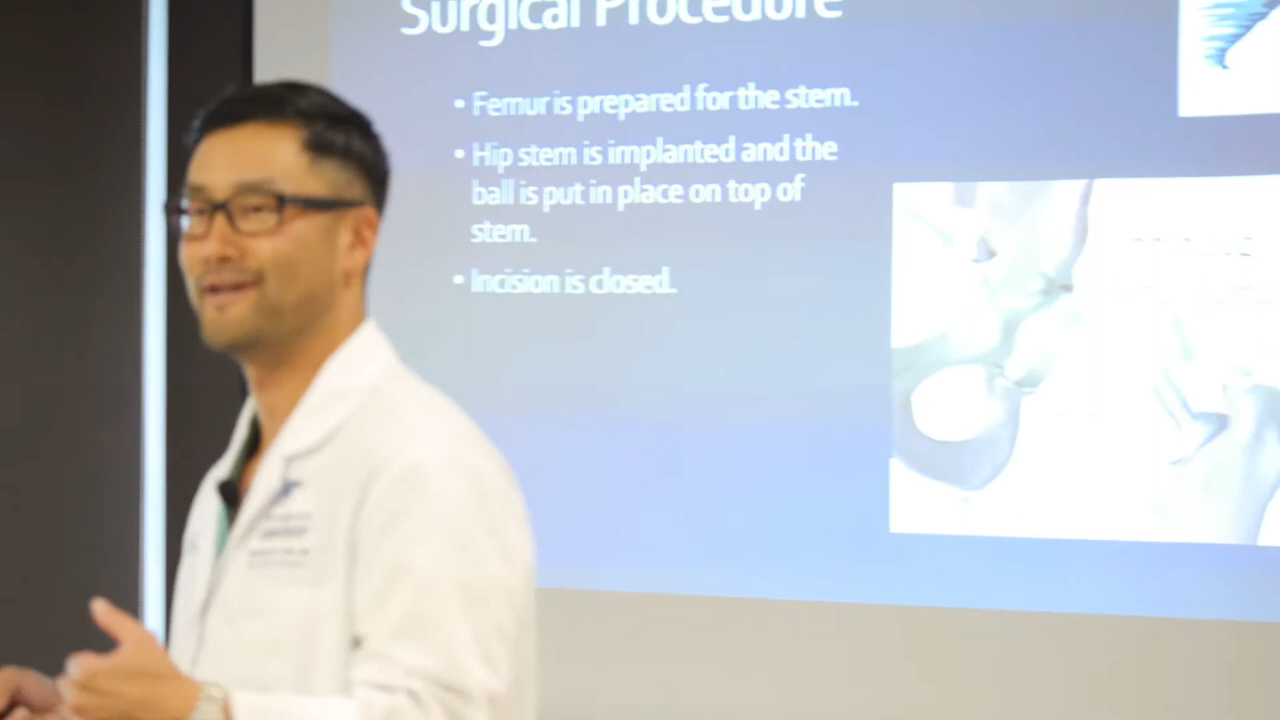 Surgical Procedure
• Femur is prepared for the stem.
• Hip stem is implanted and the
ball is put in place on top of
stem.
• Incision is closed.